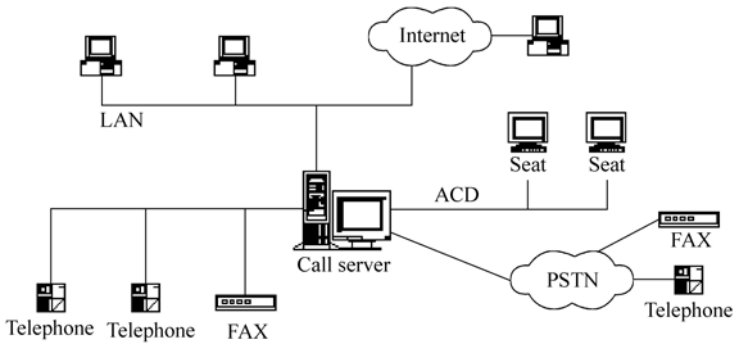 Internet
LAN
Seat
Seat
ACD
FAX
Call server
PSTN
Telephone
Telephone
Telephone
FAX